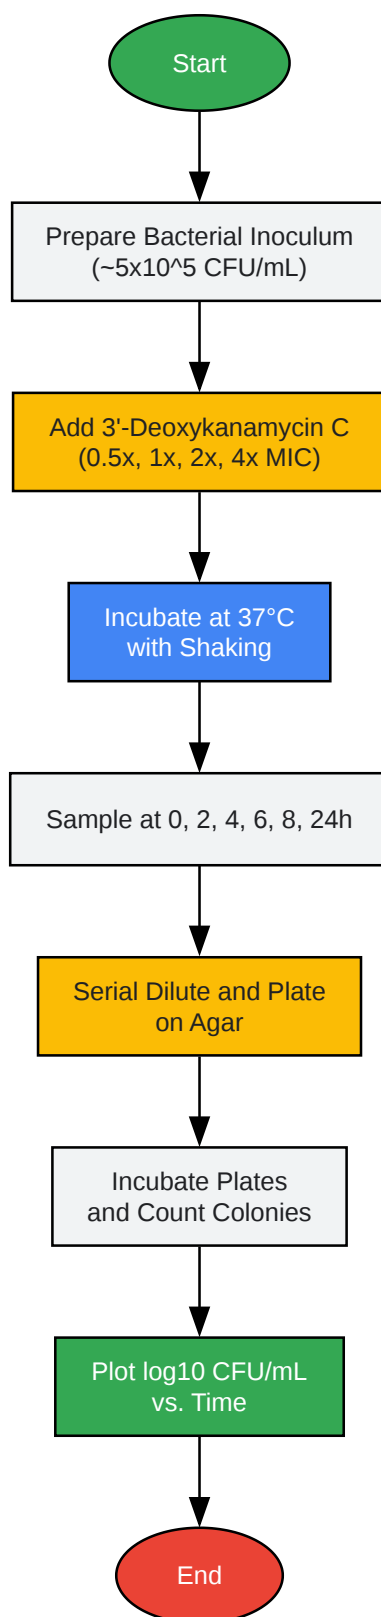 Start
Prepare Bacterial Inoculum
(~5x10^5 CFU/mL)
Add 3'-Deoxykanamycin C
(0.5x, 1x, 2x, 4x MIC)
Incubate at 37°C
with Shaking
Sample at 0, 2, 4, 6, 8, 24h
Serial Dilute and Plate
on Agar
Incubate Plates
and Count Colonies
Plot log10 CFU/mL
vs. Time
End